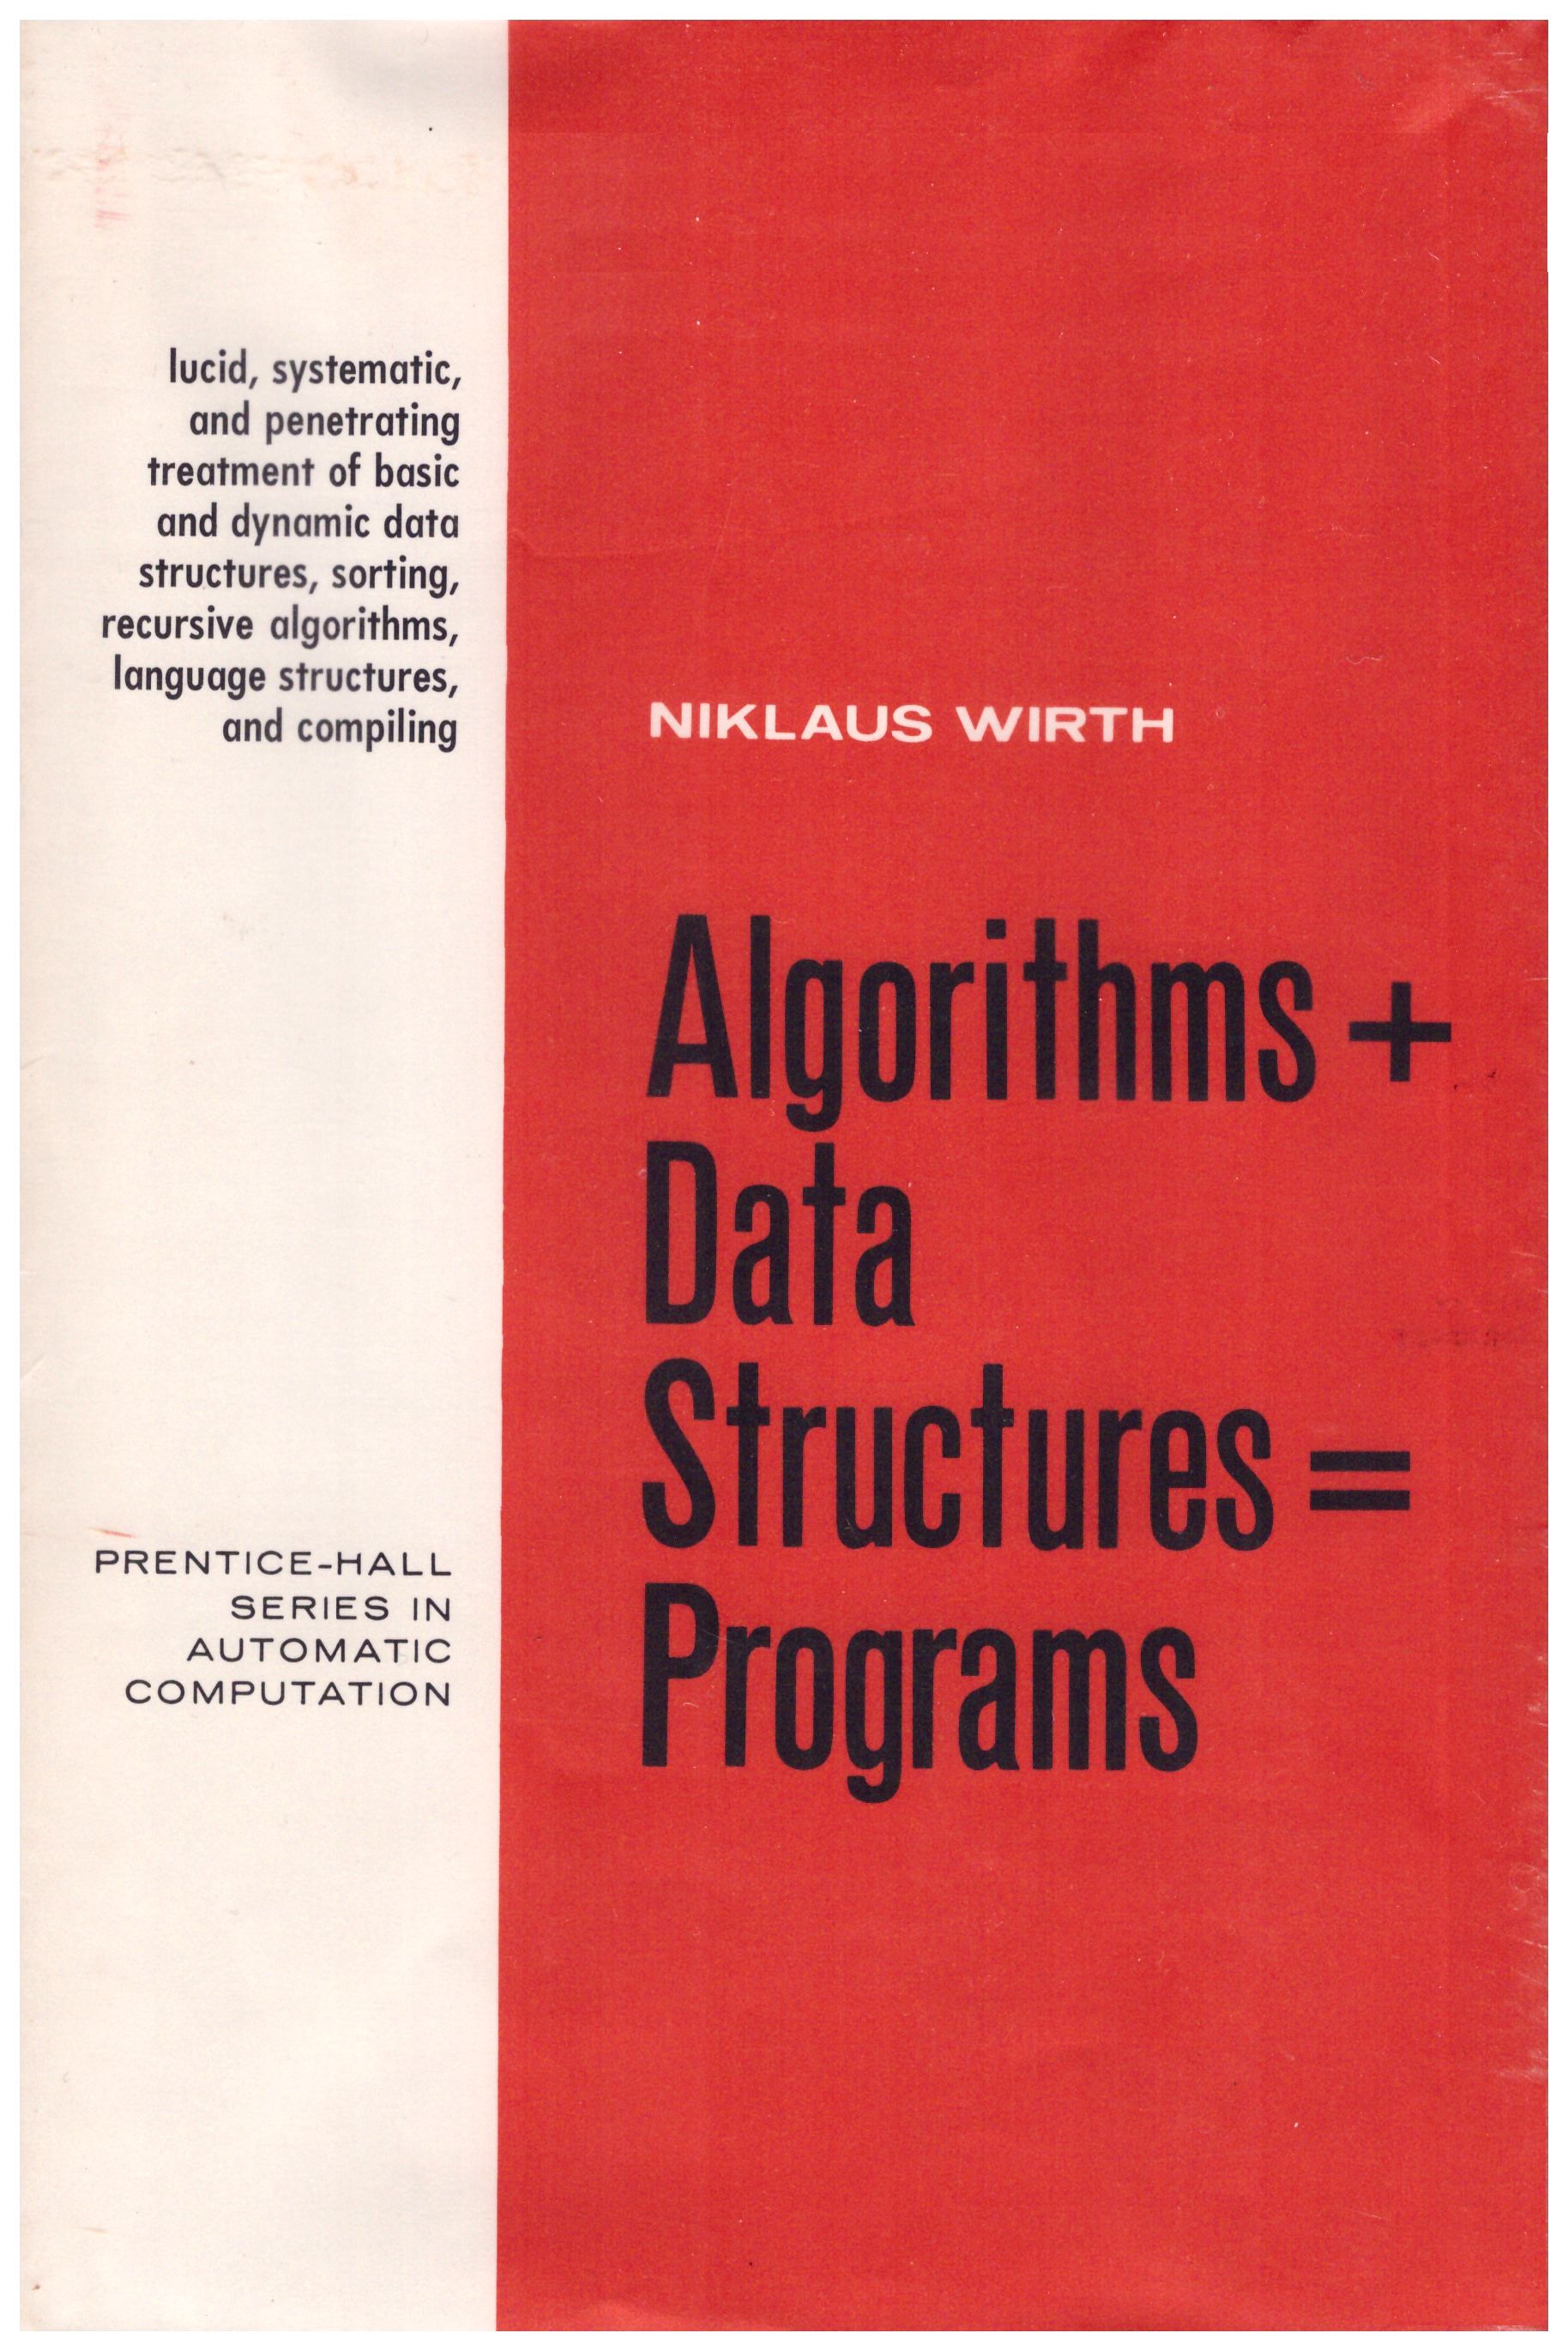 lucid, systematic,
and penetrating
treatment of basic
and dynamic data
structures, sorting,
recursive algorithms,
language structures,
and compiling
NIKLAUS WIRTH
Algorithms +
Data
Structures =
Programs
PRENTICE-HALL
SERIES IN
AUTOMATIC
COMPUTATION